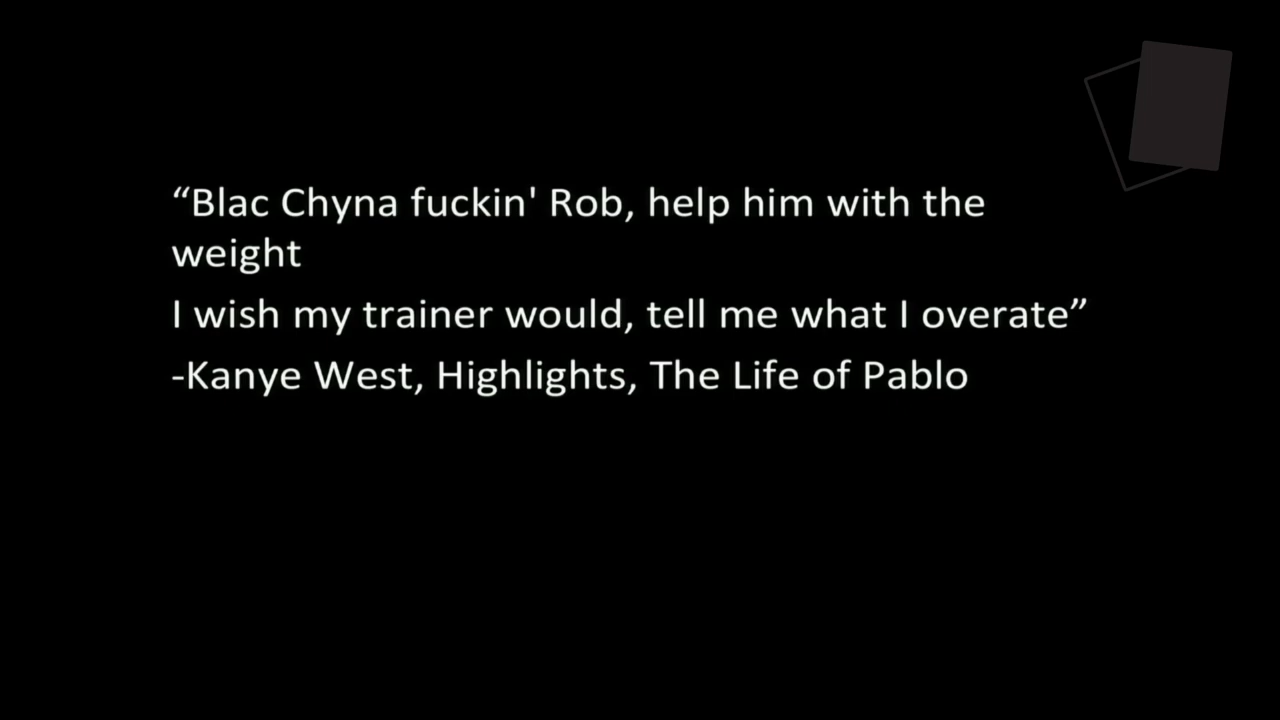 “Blac Chyna fuckin' Rob, help him with the
weight
I wish my trainer would, tell me what I overate”
-Kanye West, Highlights, The Life of Pablo